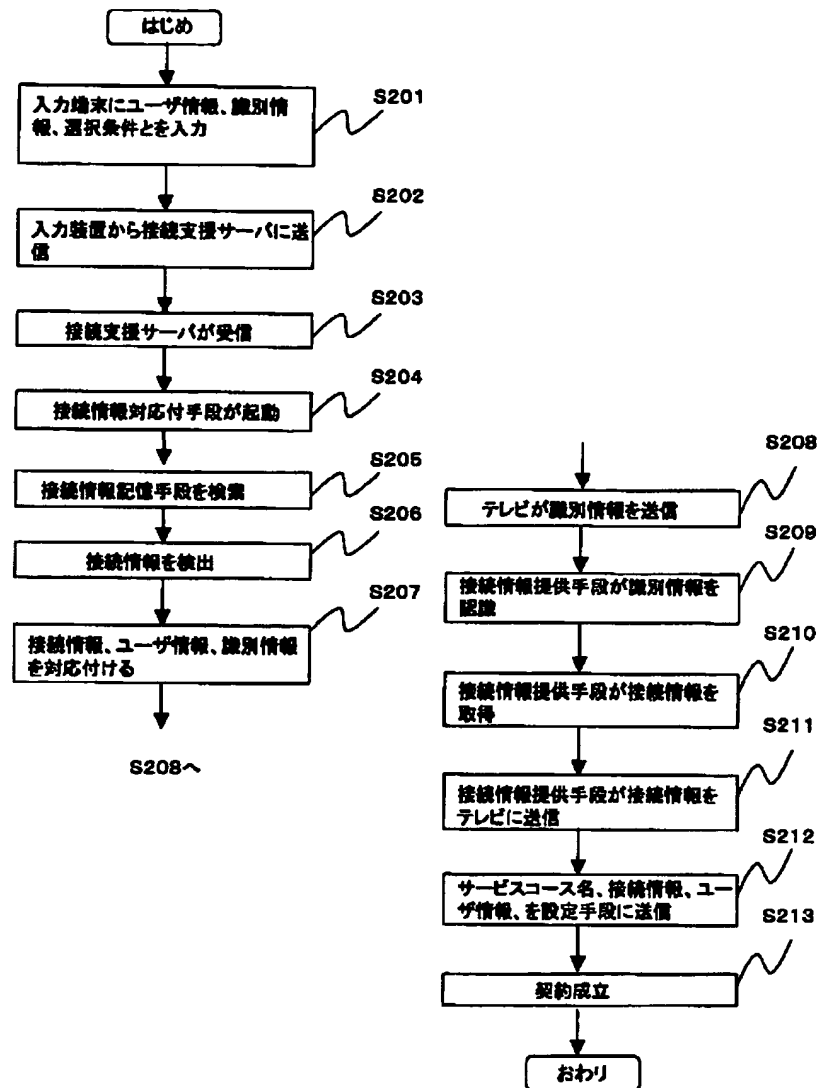 はじめ
入力端末にユーザ情報、識別情
報、選択条件とを入力
S201
入力装置から接続支援サーバに送
信
S202
接続支援サーバが受信
S203
接続情報対応付手段が起動
S204
接続情報記憶手段を検索
S205
接続情報を検出
S206
接続情報、ユーザ情報、識別情報
を対応付ける
S207
S208へ
テレビが識別情報を送信
S208
接続情報提供手段が識別情報を
認識
S209
接続情報提供手段が接続情報を
取得
S210
接続情報提供手段が接続情報を
テレビに送信
S211
サービスコース名、接続情報、ユー
ザ情報、を設定手段に送信
S212
契約成立
S213
おわり